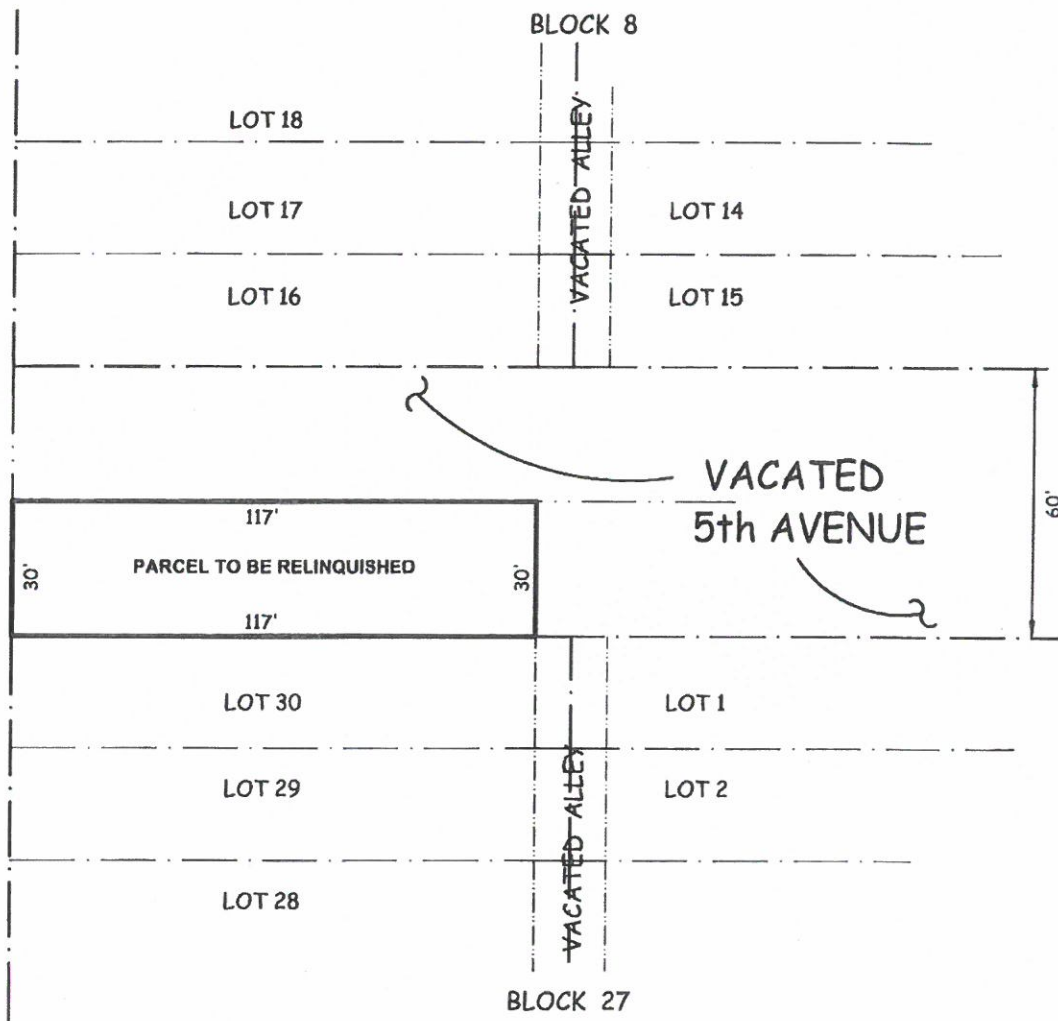 BLOCK 8
VACATED ALLEY
LOT 18
LOT 17
LOT 14
LOT 16
LOT 15
VACATED
5th AVENUE
60'
117'
30'
PARCEL TO BE RELINQUISHED
30'
117'
LOT 30
LOT 1
LOT 29
LOT 2
LOT 28
VACATED ALLEY
BLOCK 27